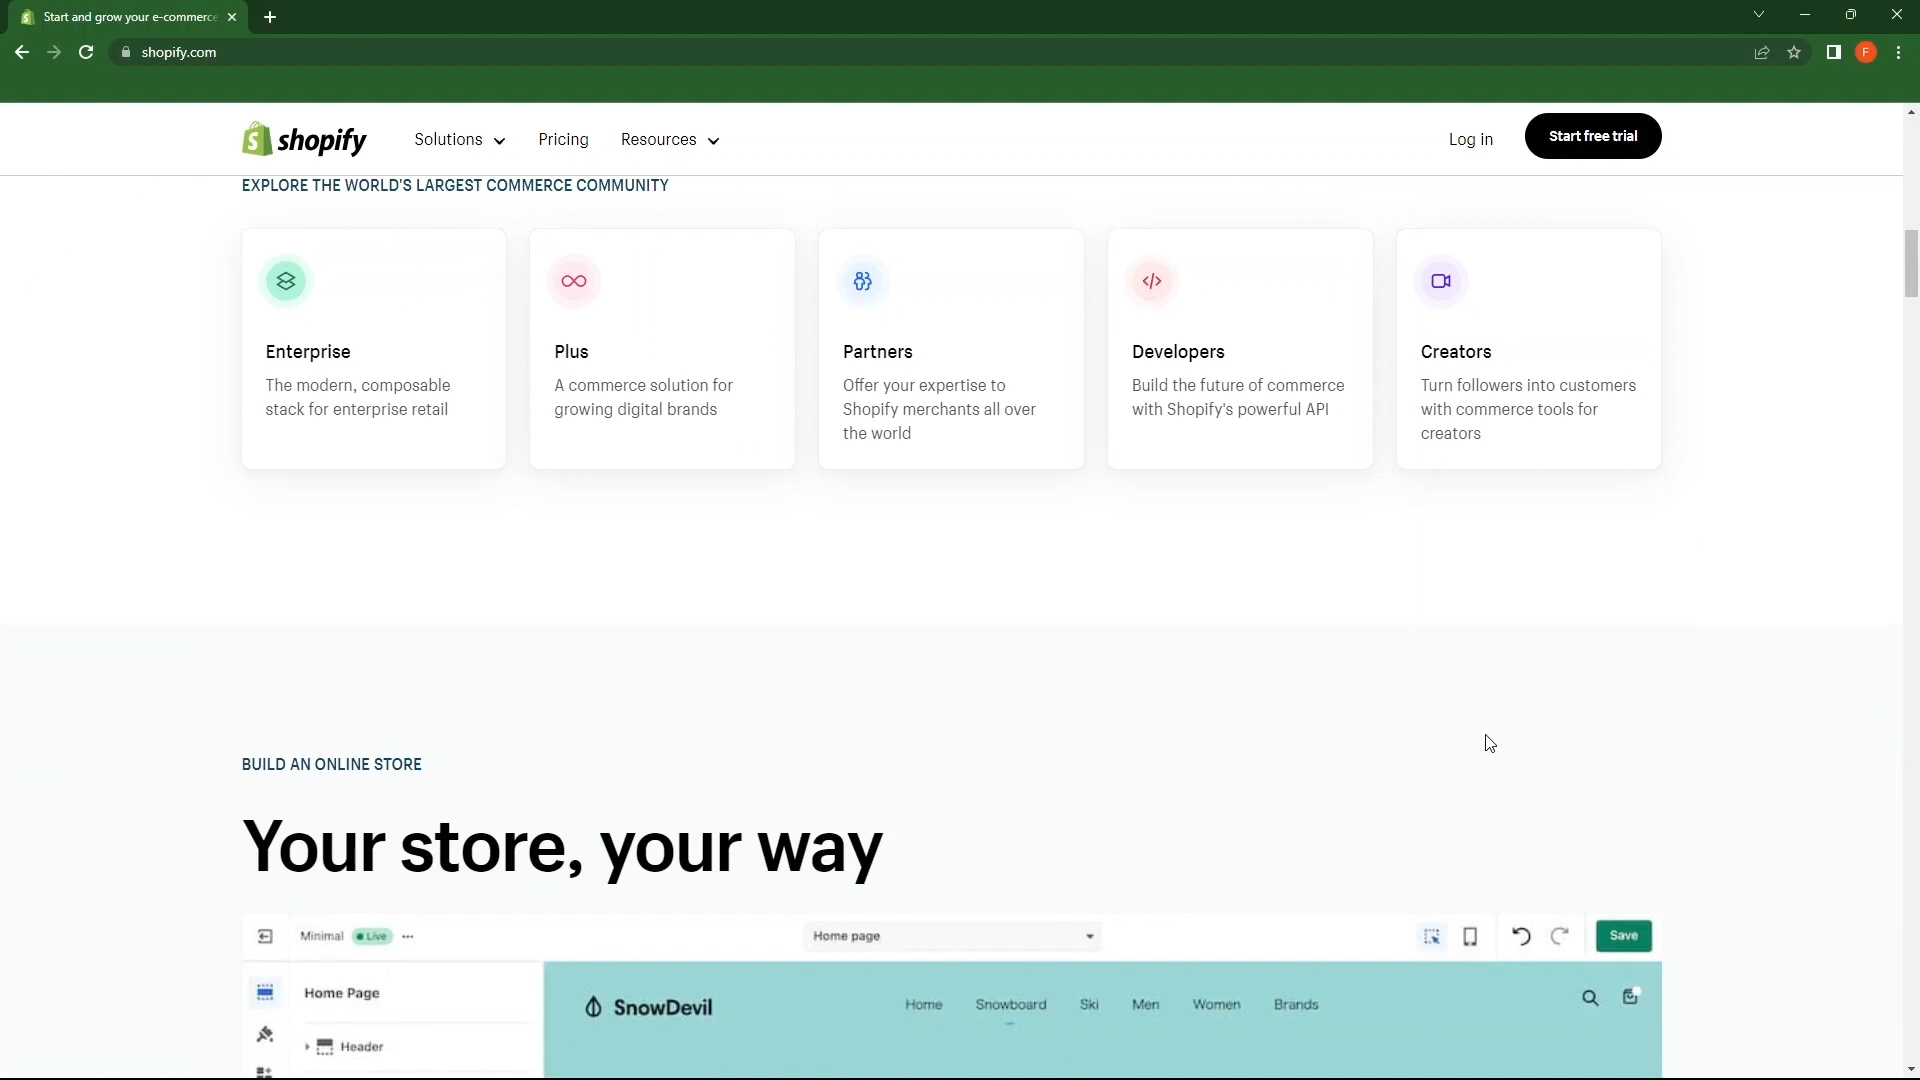 Start and grow your e-commerce
shopify.com
F
shopify
Solutions
Pricing
Resources
Log in
Start free trial
EXPLORE THE WORLD'S LARGEST COMMERCE COMMUNITY
Enterprise
The modern, composable
stack for enterprise retail
Plus
A commerce solution for
growing digital brands
Partners
Offer your expertise to
Shopify merchants all over
the world
Developers
Build the future of commerce
with Shopify's powerful API
Creators
Turn followers into customers
with commerce tools for
creators
BUILD AN ONLINE STORE
Your store, your way
Minimal Live
Home page
Save
Home Page
Header
SnowDevil
Home Snowboard Ski Men Women Brands